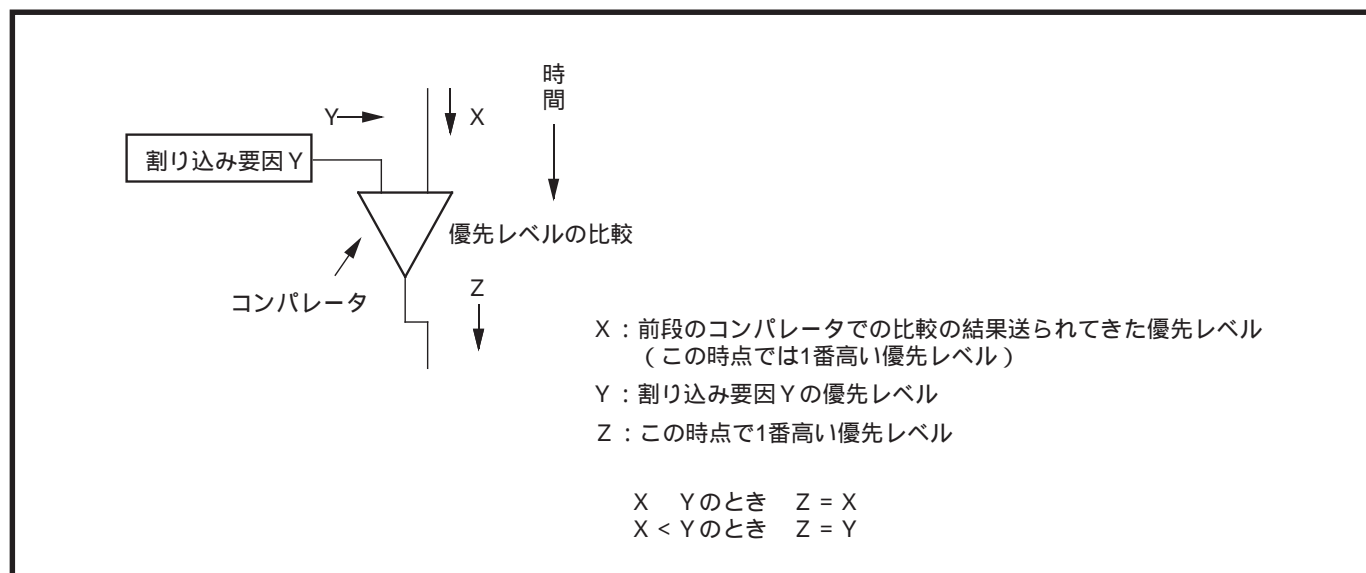 時間
Y
X
割り込み要因Y
優先レベルの比較
コンパレータ
Z
X:前段のコンパレータでの比較の結果送られてきた優先レベル
(この時点では1番高い優先レベル)
Y:割り込み要因Yの優先レベル
Z:この時点で1番高い優先レベル
X Yのとき Z = X
X < Yのとき Z = Y